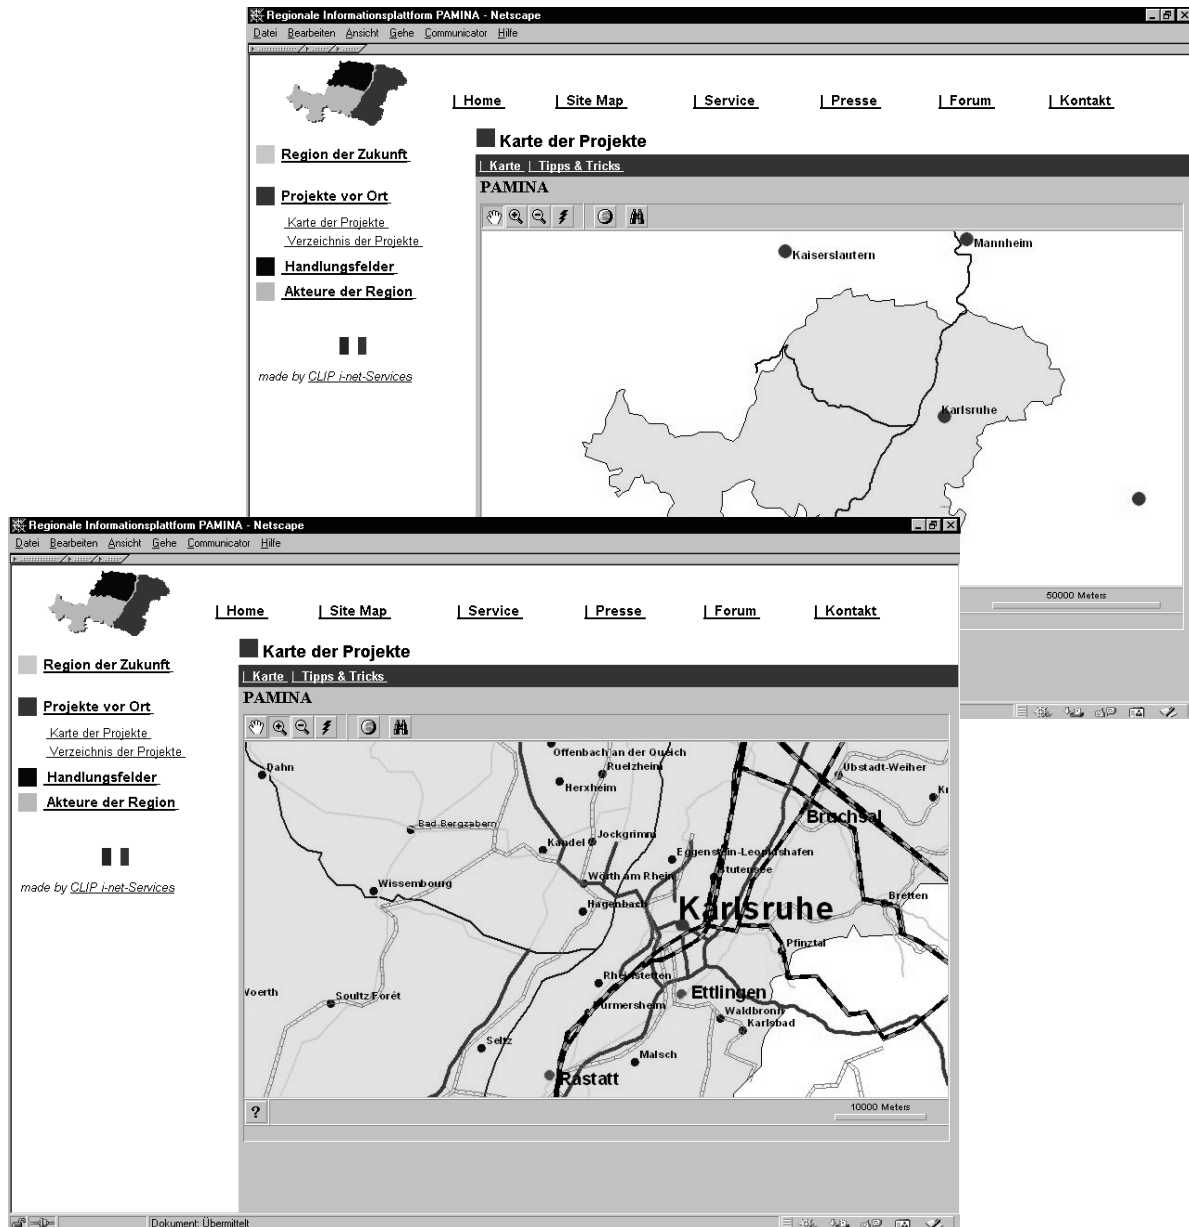 Regionale Informationsplattform PAMINA - Netscape
Datei Bearbeiten Ansicht Gehe Communicator Hilfe
| Home | Site Map | Service | Presse | Forum | Kontakt
Karte der Projekte
Region der Zukunft
| Karte | Tipps & Tricks
PAMINA
Projekte vor Ort
Karte der Projekte
Verzeichnis der Projekte
Handlungsfelder
Akteure der Region
made by CLIP i-net-Services
Mannheim
Kaiserslautern
Karlsruhe
50000 Meters
Regionale Informationsplattform PAMINA - Netscape
Datei Bearbeiten Ansicht Gehe Communicator Hilfe
| Home | Site Map | Service | Presse | Forum | Kontakt
Karte der Projekte
Region der Zukunft
| Karte | Tipps & Tricks
PAMINA
Projekte vor Ort
Karte der Projekte
Verzeichnis der Projekte
Handlungsfelder
Akteure der Region
made by CLIP i-net-Services
Offenbach an der Queich
Dahn
Ruelzheim
Ubstadt-Weiher
Herxheim
Bruchsal
Bad Bergzabern
Jockgrimm
Kandel
Eggenstein-Leopoldshafen
Stutensee
Wörth am Rhein
Wissembourg
Bretten
Hagenbach
Karlsruhe
Pfinztal
Rheinstetten
Woerth
Ettlingen
Soultz Forêt
Durmersheim
Waldbronn
Karlsbad
Seltz
Malsch
Rastatt
?
10000 Meters
Dokument: Übermittelt